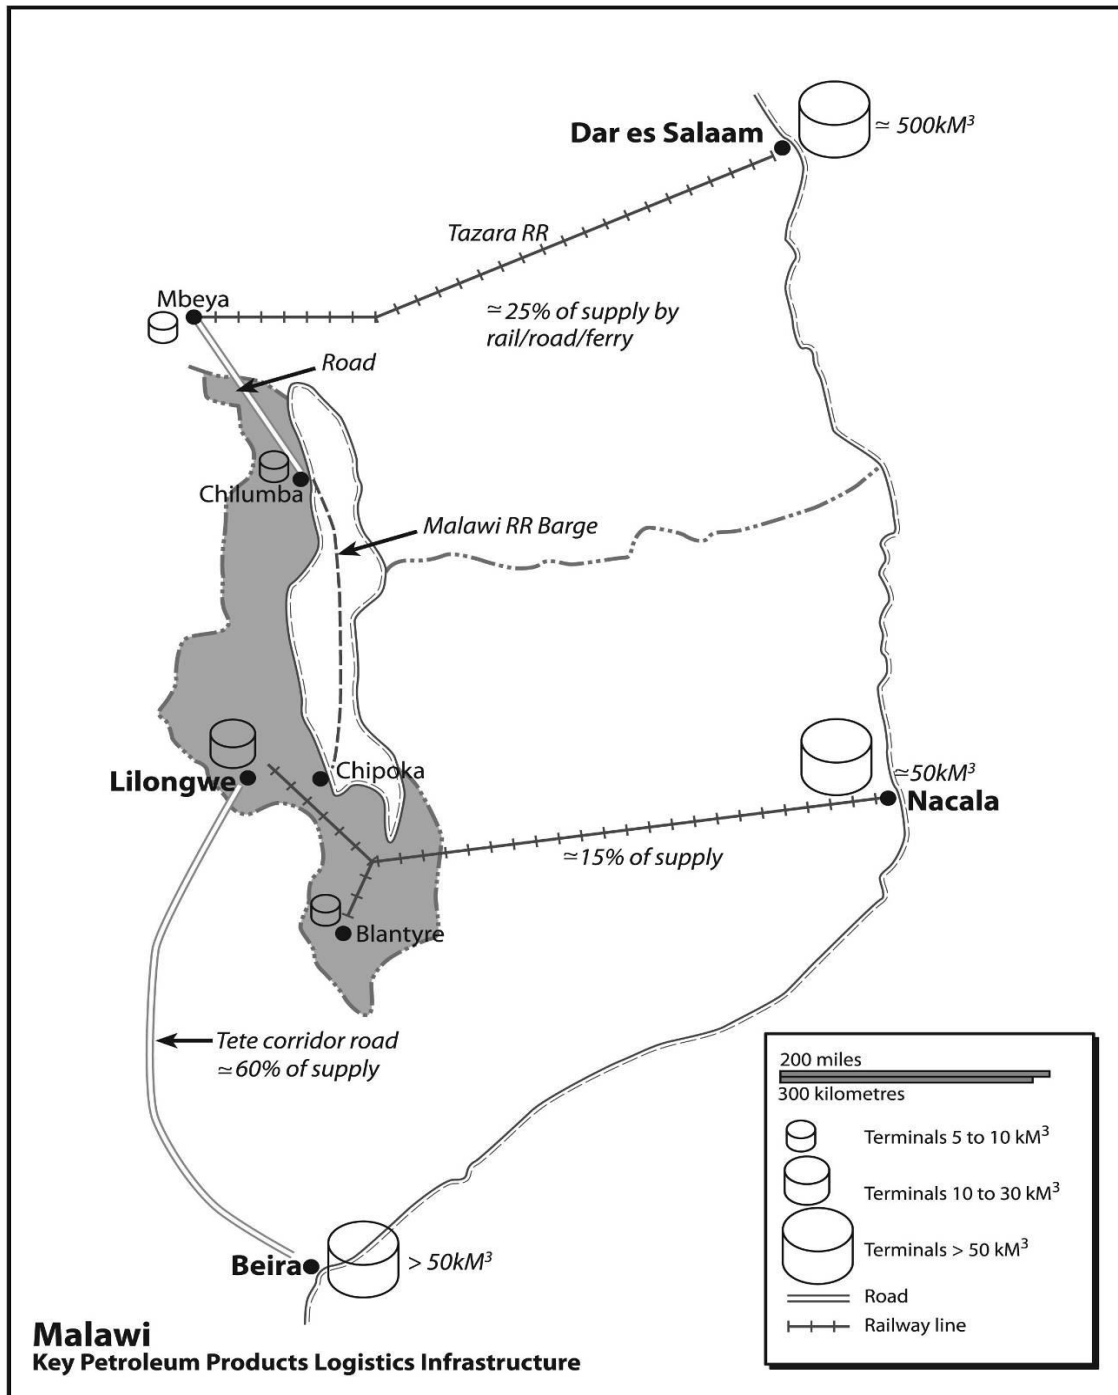 Dar es Salaam
≃ 500kM³
Tazara RR
Mbeya
≃ 25% of supply by
rail/road/ferry
Road
Chilumba
Malawi RR Barge
Lilongwe
Chipoka
≃50kM³
Nacala
≃15% of supply
Blantyre
Tete corridor road
≃60% of supply
Beira
> 50kM³
200 miles
300 kilometres
Terminals 5 to 10 kM³
Terminals 10 to 30 kM³
Terminals > 50 kM³
Road
Railway line
Malawi
Key Petroleum Products Logistics Infrastructure